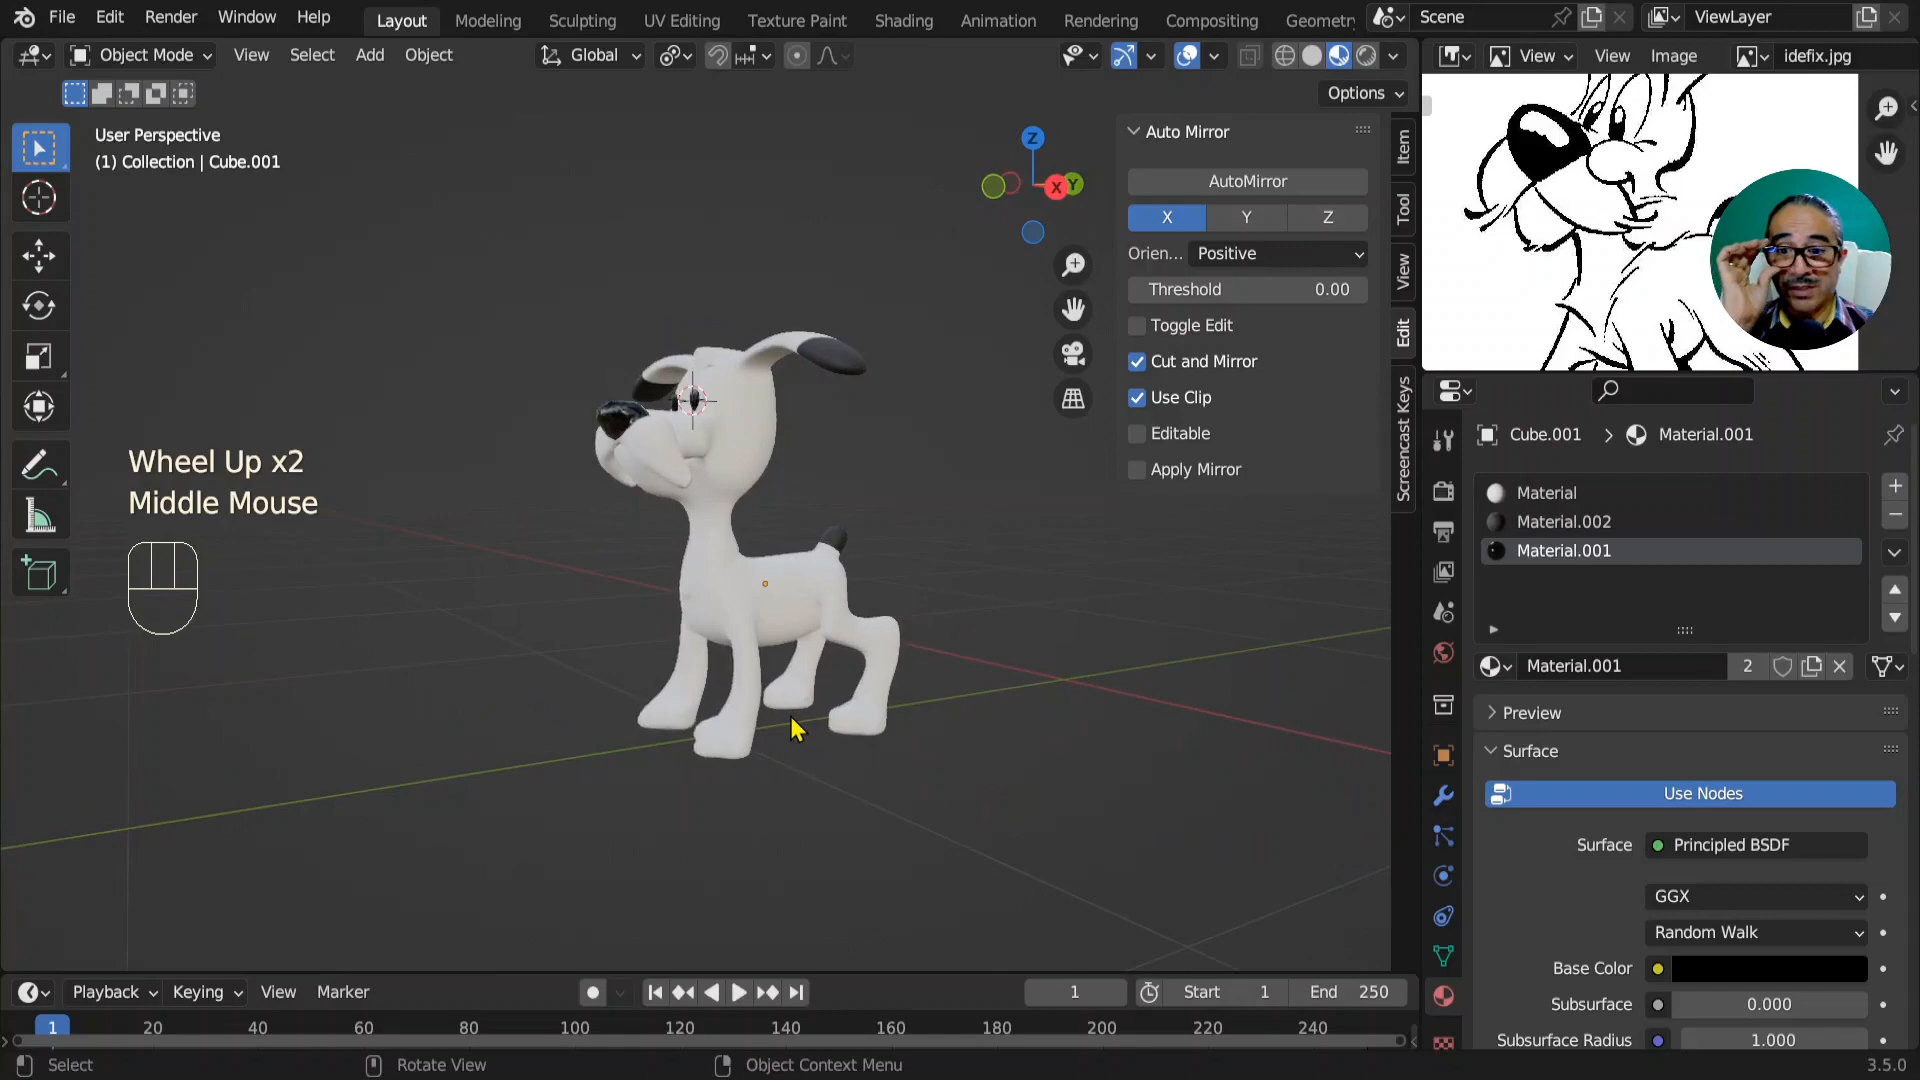 File Edit Render Window Help Layout Modeling Sculpting UV Editing Texture Paint Shading Animation Rendering Compositing Geometry Scene ViewLayer
Object Mode View Select Add Object Global View View Image idefix.jpg
Options
User Perspective
(1) Collection | Cube.001
Z
X Y
Auto Mirror
AutoMirror
X Y Z
Orien... Positive
Threshold 0.00
Toggle Edit
Cut and Mirror
Use Clip
Editable
Apply Mirror
Item
Tool
View
Edit
Screencast Keys
Wheel Up x2
Middle Mouse
Cube.001 > Material.001
Material
Material.002
Material.001
Material.001 2
Preview
Surface
Use Nodes
Surface Principled BSDF
GGX
Random Walk
Base Color
Subsurface 0.000
Subsurface Radius 1.000
Playback Keying View Marker 1 Start 1 End 250
1 20 40 60 80 100 120 140 160 180 200 220 240
Select Rotate View Object Context Menu 3.5.0